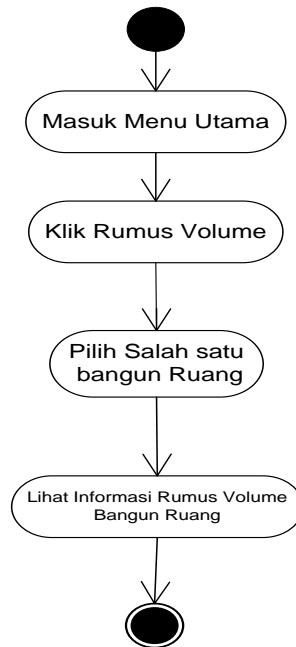 Masuk Menu Utama
Klik Rumus Volume
Pilih Salah satu
bangun Ruang
Lihat Informasi Rumus Volume
Bangun Ruang